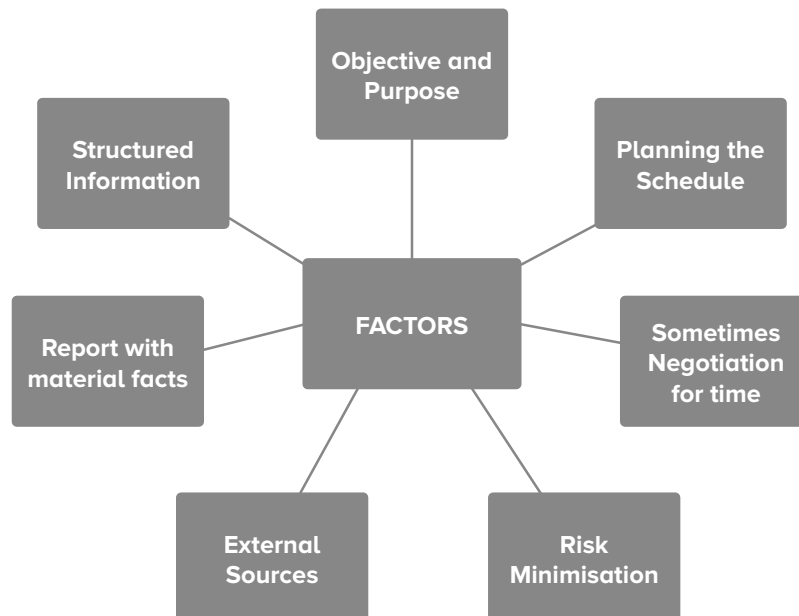 Objective and
Purpose
Structured
Information
Planning the
Schedule
FACTORS
Report with
material facts
Sometimes
Negotiation
for time
External
Sources
Risk
Minimisation